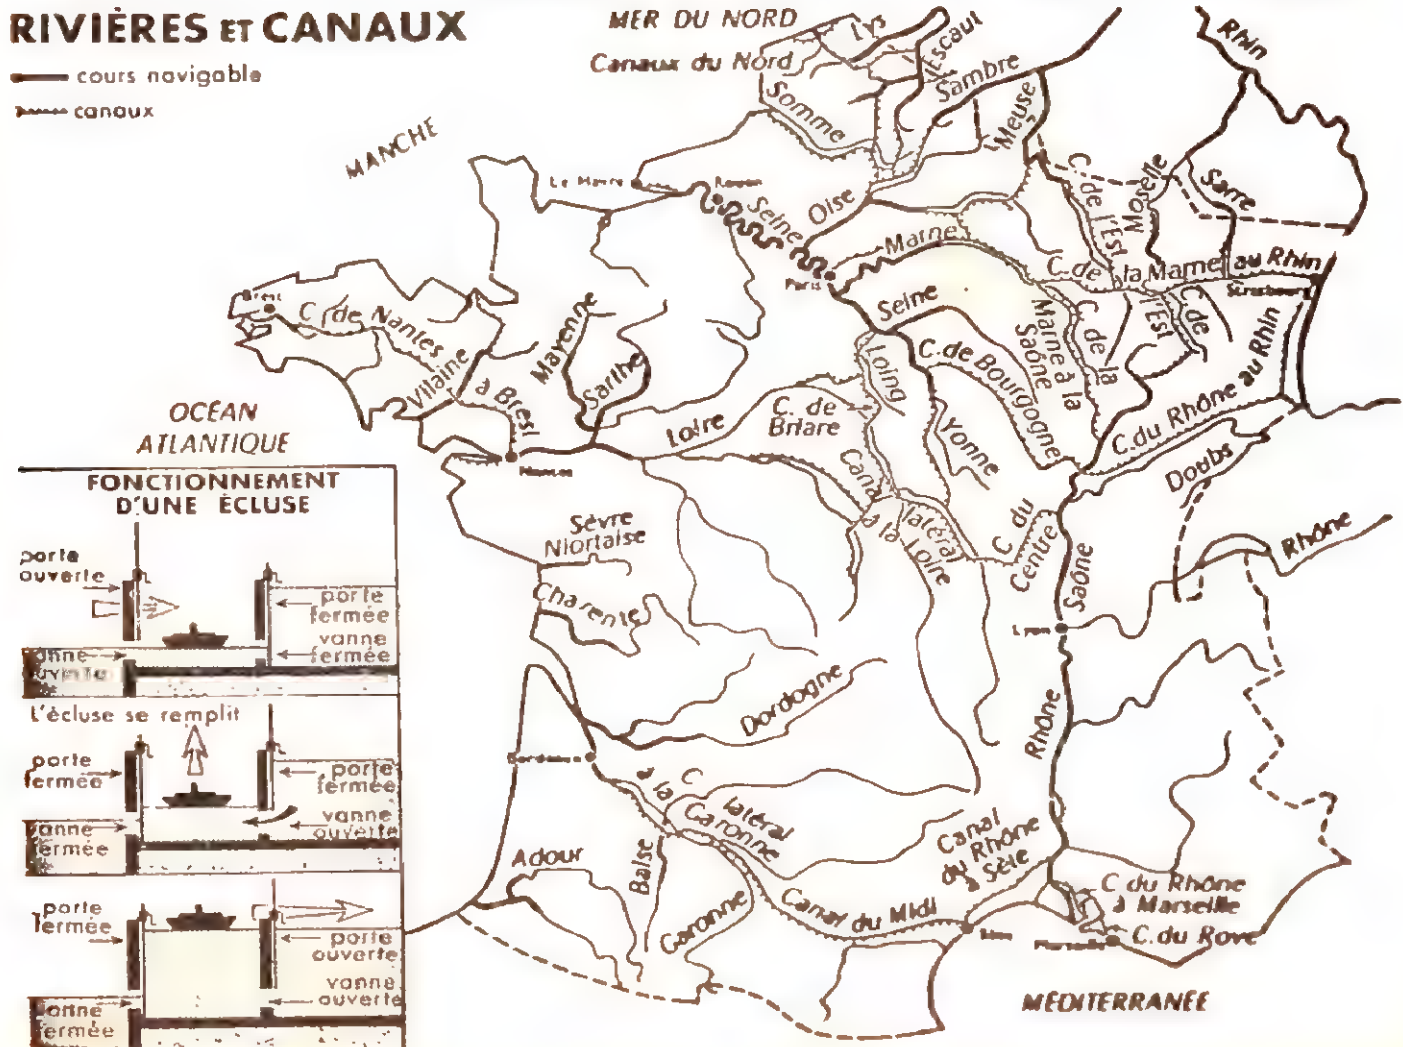 RIVIÈRES ET CANAUX
cours navigable
canaux
MER DU NORD
Canaux du Nord
MANCHE
OCÉAN
ATLANTIQUE
MÉDITERRANÉE
Lys
Escaut
Sambre
Somme
Meuse
Rhin
Moselle
Sarre
C. de l'Est
Le Havre
Rouen
Seine
Oise
Paris
Marne
C. de la Marne au Rhin
Strasbourg
Brest
C. de Nantes
à Brest
Vilaine
Mayenne
Sarthe
Seine
Loing
C. de Bourgogne
C. de la
Marne à la
Saône
C. de
l'Est
C. du Rhône au Rhin
Loire
C. de
Briare
Yonne
Doubs
Canal
latéral
à la Loire
C. du
Centre
Saône
Rhône
Lyon
Nantes
Sèvre
Niortaise
Charente
Dordogne
Bordeaux
Rhône
C. latéral
à la Garonne
Adour
Baïse
Garonne
Canal du Midi
Canal
du Rhône
à Sète
Sète
C. du Rhône
à Marseille
Marseille
C. du Rove
FONCTIONNEMENT
D'UNE ÉCLUSE
porte
ouverte
porte
fermée
vanne
fermée
vanne
ouverte
L'écluse se remplit
porte
fermée
porte
fermée
vanne
fermée
vanne
ouverte
porte
fermée
porte
ouverte
vanne
ouverte
vanne
fermée